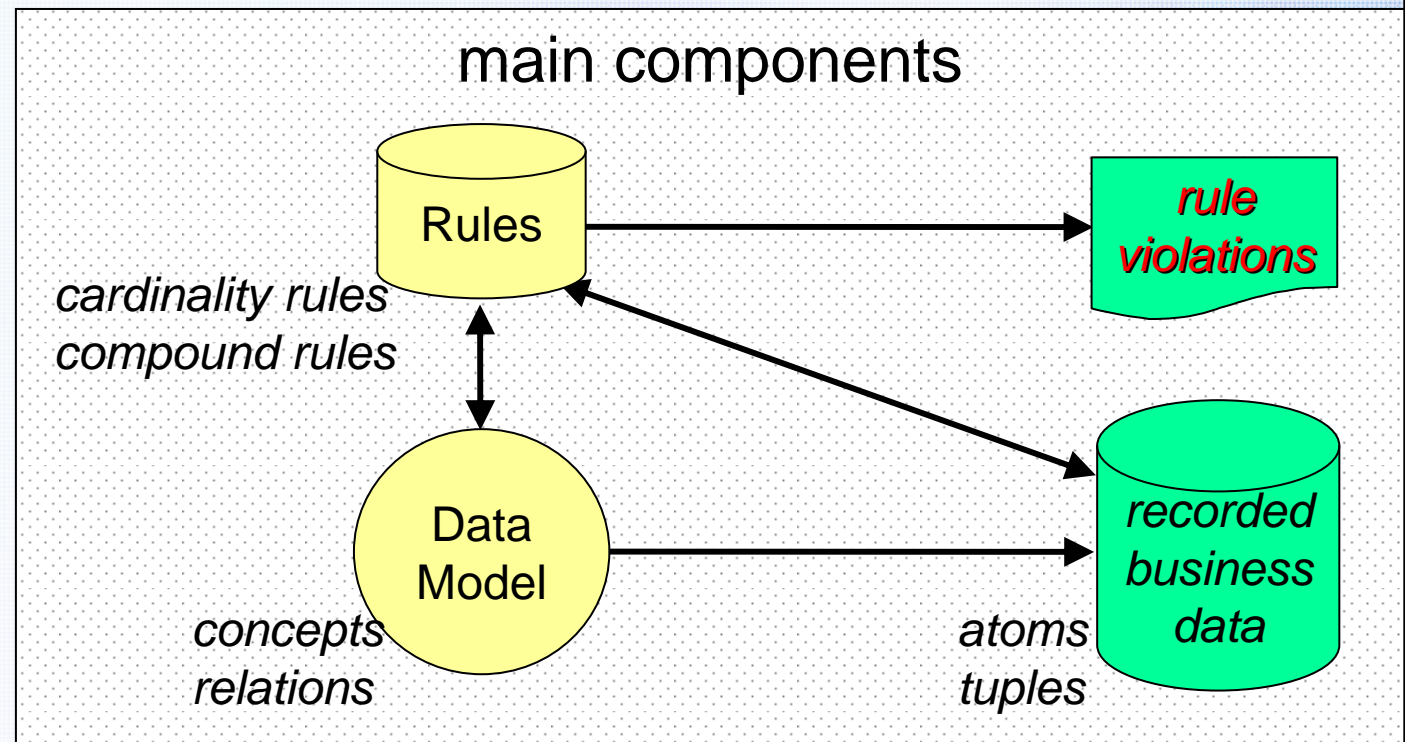 main components
Rules
rule
violations
cardinality rules
compound rules
Data
Model
recorded
business
data
concepts
relations
atoms
tuples